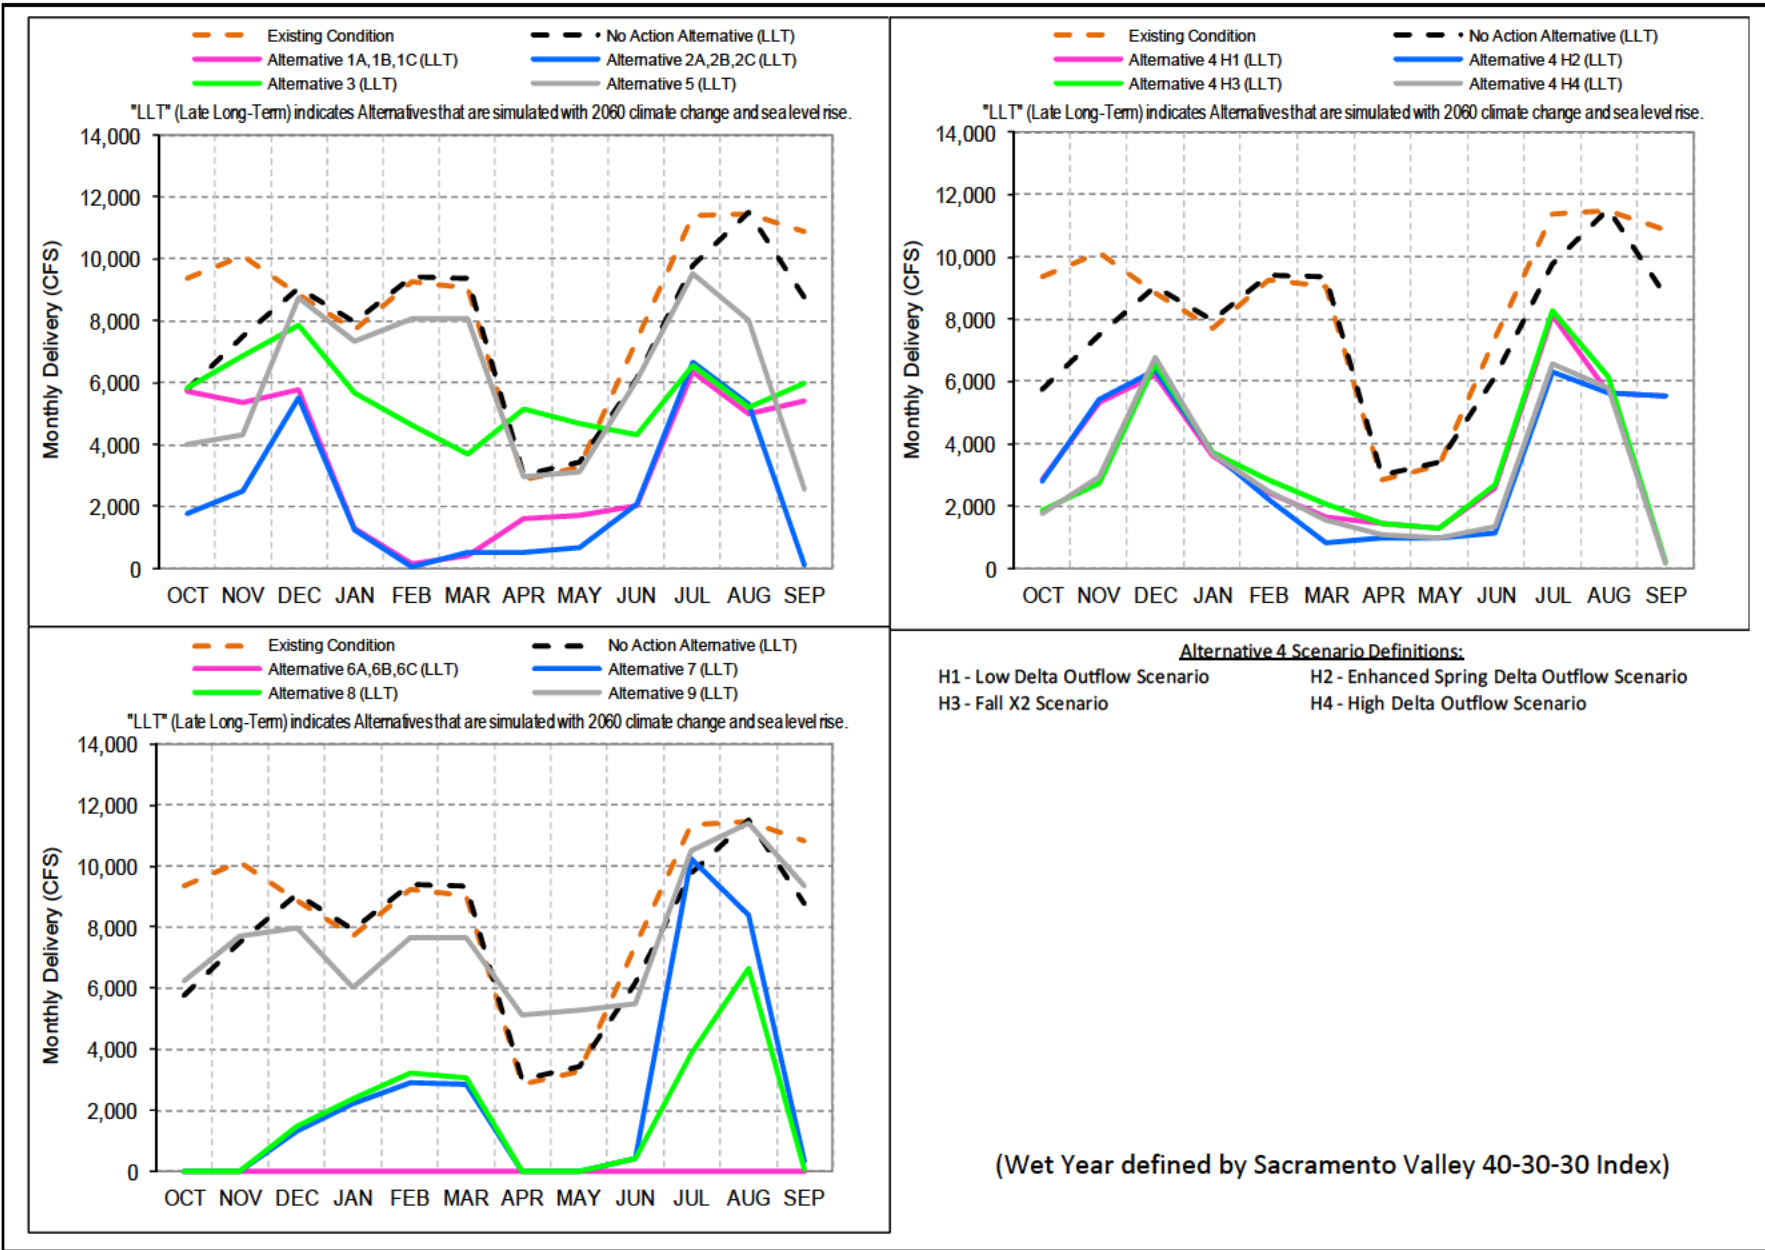 Existing Condition
No Action Alternative (LLT)
Alternative 1A,1B,1C (LLT)
Alternative 2A,2B,2C (LLT)
Alternative 3 (LLT)
Alternative 5 (LLT)
"LLT" (Late Long-Term) indicates Alternatives that are simulated with 2060 climate change and sea level rise.
Monthly Delivery (CFS)
14,000
12,000
10,000
8,000
6,000
4,000
2,000
0
OCT NOV DEC JAN FEB MAR APR MAY JUN JUL AUG SEP
Existing Condition
No Action Alternative (LLT)
Alternative 4 H1 (LLT)
Alternative 4 H2 (LLT)
Alternative 4 H3 (LLT)
Alternative 4 H4 (LLT)
"LLT" (Late Long-Term) indicates Alternatives that are simulated with 2060 climate change and sea level rise.
Monthly Delivery (CFS)
14,000
12,000
10,000
8,000
6,000
4,000
2,000
0
OCT NOV DEC JAN FEB MAR APR MAY JUN JUL AUG SEP
Existing Condition
No Action Alternative (LLT)
Alternative 6A,6B,6C (LLT)
Alternative 7 (LLT)
Alternative 8 (LLT)
Alternative 9 (LLT)
"LLT" (Late Long-Term) indicates Alternatives that are simulated with 2060 climate change and sea level rise.
Monthly Delivery (CFS)
14,000
12,000
10,000
8,000
6,000
4,000
2,000
0
OCT NOV DEC JAN FEB MAR APR MAY JUN JUL AUG SEP
Alternative 4 Scenario Definitions:
H1 - Low Delta Outflow Scenario
H2 - Enhanced Spring Delta Outflow Scenario
H3 - Fall X2 Scenario
H4 - High Delta Outflow Scenario
(Wet Year defined by Sacramento Valley 40-30-30 Index)